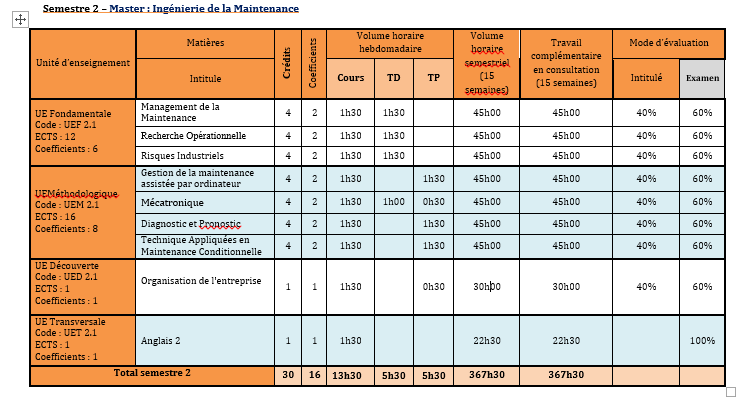 Semestre 2 – Master : Ingénierie de la Maintenance
Unité d'enseignement | Matières | Crédits | Coefficients | Volume horaire hebdomadaire | Volume horaire semestriel (15 semaines) | Travail complémentaire en consultation (15 semaines) | Mode d'évaluation
Intitule | Cours | TD | TP | Intitulé | Examen
UE Fondamentale
Code : UEF 2.1
ECTS : 12
Coefficients : 6
Management de la
Maintenance | 4 | 2 | 1h30 | 1h30 | | 45h00 | 45h00 | 40% | 60%
Recherche Opérationnelle | 4 | 2 | 1h30 | 1h30 | | 45h00 | 45h00 | 40% | 60%
Risques Industriels | 4 | 2 | 1h30 | 1h30 | | 45h00 | 45h00 | 40% | 60%
UEMéthodologique
Code : UEM 2.1
ECTS : 16
Coefficients : 8
Gestion de la maintenance
assistée par ordinateur | 4 | 2 | 1h30 | | 1h30 | 45h00 | 45h00 | 40% | 60%
Mécatronique | 4 | 2 | 1h30 | 1h00 | 0h30 | 45h00 | 45h00 | 40% | 60%
Diagnostic et Pronostic | 4 | 2 | 1h30 | | 1h30 | 45h00 | 45h00 | 40% | 60%
Technique Appliquées en
Maintenance Conditionnelle | 4 | 2 | 1h30 | | 1h30 | 45h00 | 45h00 | 40% | 60%
UE Découverte
Code : UED 2.1
ECTS : 1
Coefficients : 1
Organisation de l'entreprise | 1 | 1 | 1h30 | | 0h30 | 30h00 | 30h00 | 40% | 60%
UE Transversale
Code : UET 2.1
ECTS : 1
Coefficients : 1
Anglais 2 | 1 | 1 | 1h30 | | | 22h30 | 22h30 | | 100%
Total semestre 2 | 30 | 16 | 13h30 | 5h30 | 5h30 | 367h30 | 367h30